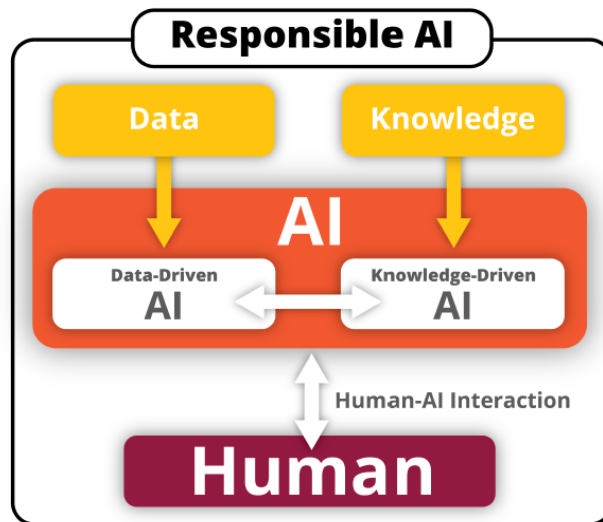 Responsible AI
Data
Knowledge
AI
Data-Driven
AI
Knowledge-Driven
AI
Human-AI Interaction
Human